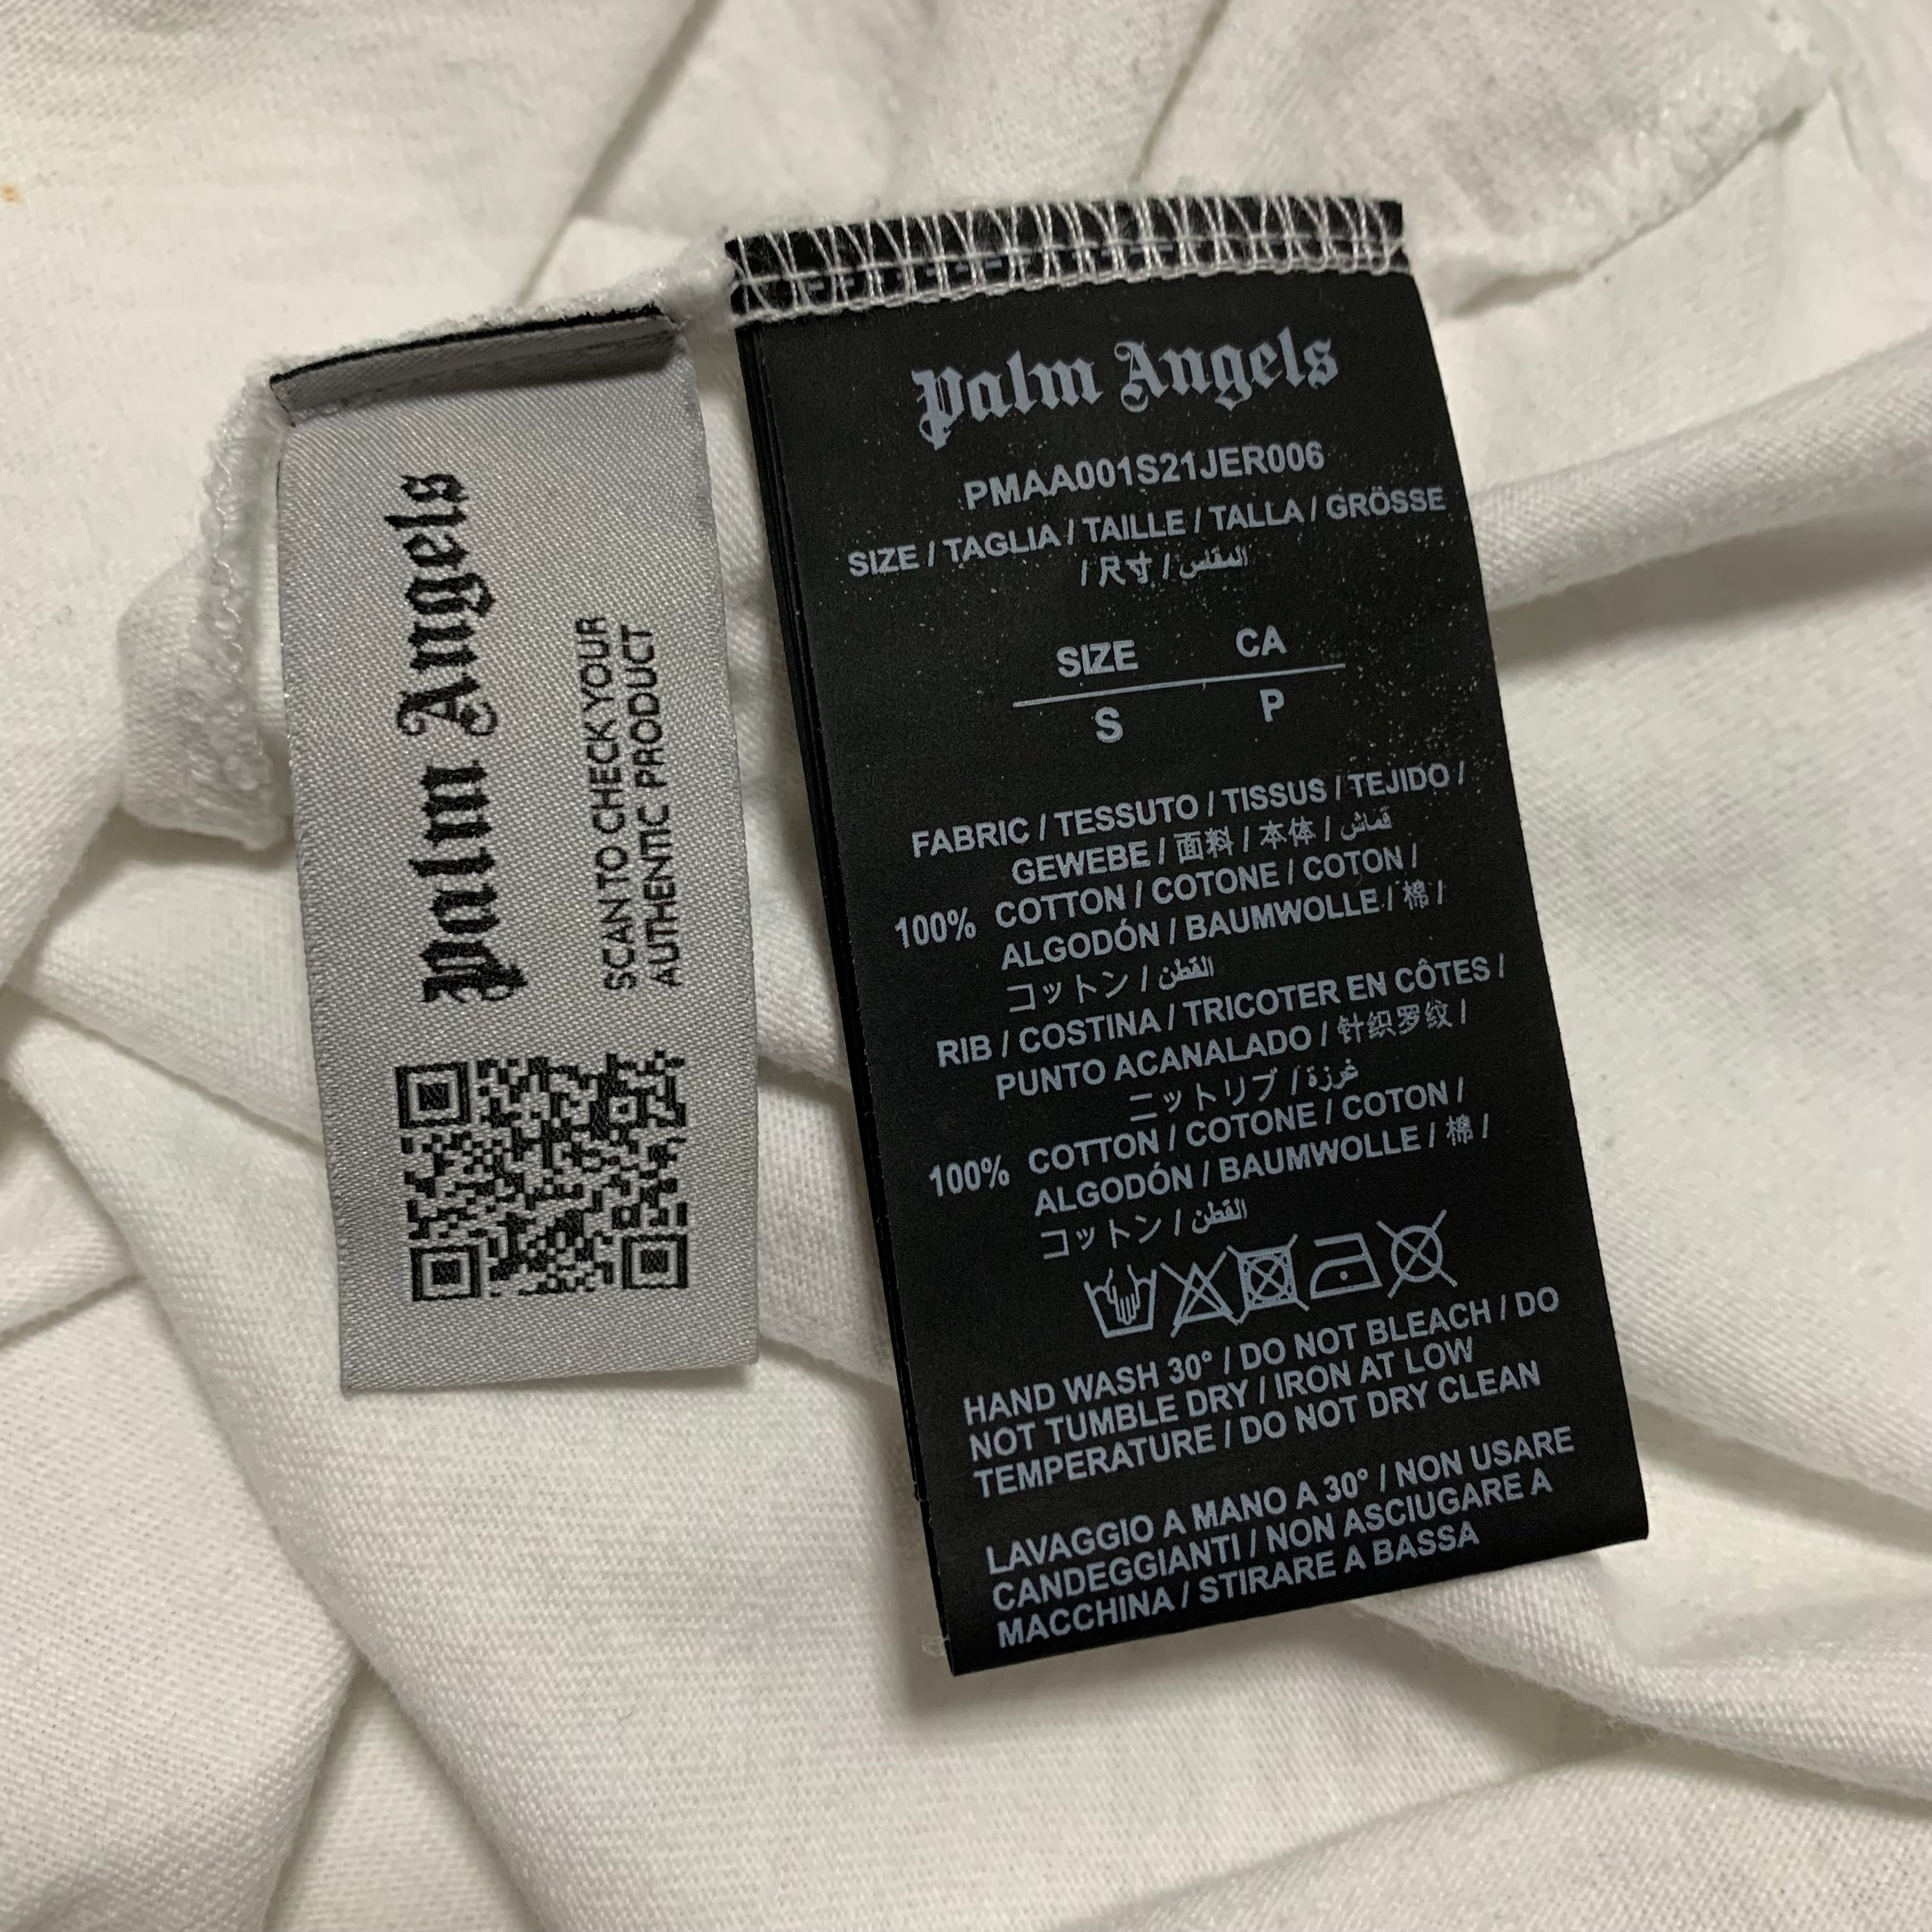 Palm Angels
SCAN TO CHECK YOUR
AUTHENTIC PRODUCT
Palm Angels
PMAA001S21JER006
SIZE / TAGLIA / TAILLE / TALLA / GRÖSSE
/ 尺寸 / المقاس
SIZE CA
S P
FABRIC / TESSUTO / TISSUS / TEJIDO /
GEWEBE / 面料 / 本体 / قماش
100% COTTON / COTONE / COTON /
ALGODÓN / BAUMWOLLE / 棉 /
コットン / القطن
RIB / COSTINA / TRICOTER EN CÔTES /
PUNTO ACANALADO / 针织罗纹 /
ニットリブ / غرزة
100% COTTON / COTONE / COTON /
ALGODÓN / BAUMWOLLE / 棉 /
コットン / القطن
HAND WASH 30° / DO NOT BLEACH / DO
NOT TUMBLE DRY / IRON AT LOW
TEMPERATURE / DO NOT DRY CLEAN
LAVAGGIO A MANO A 30° / NON USARE
CANDEGGIANTI / NON ASCIUGARE A
MACCHINA / STIRARE A BASSA